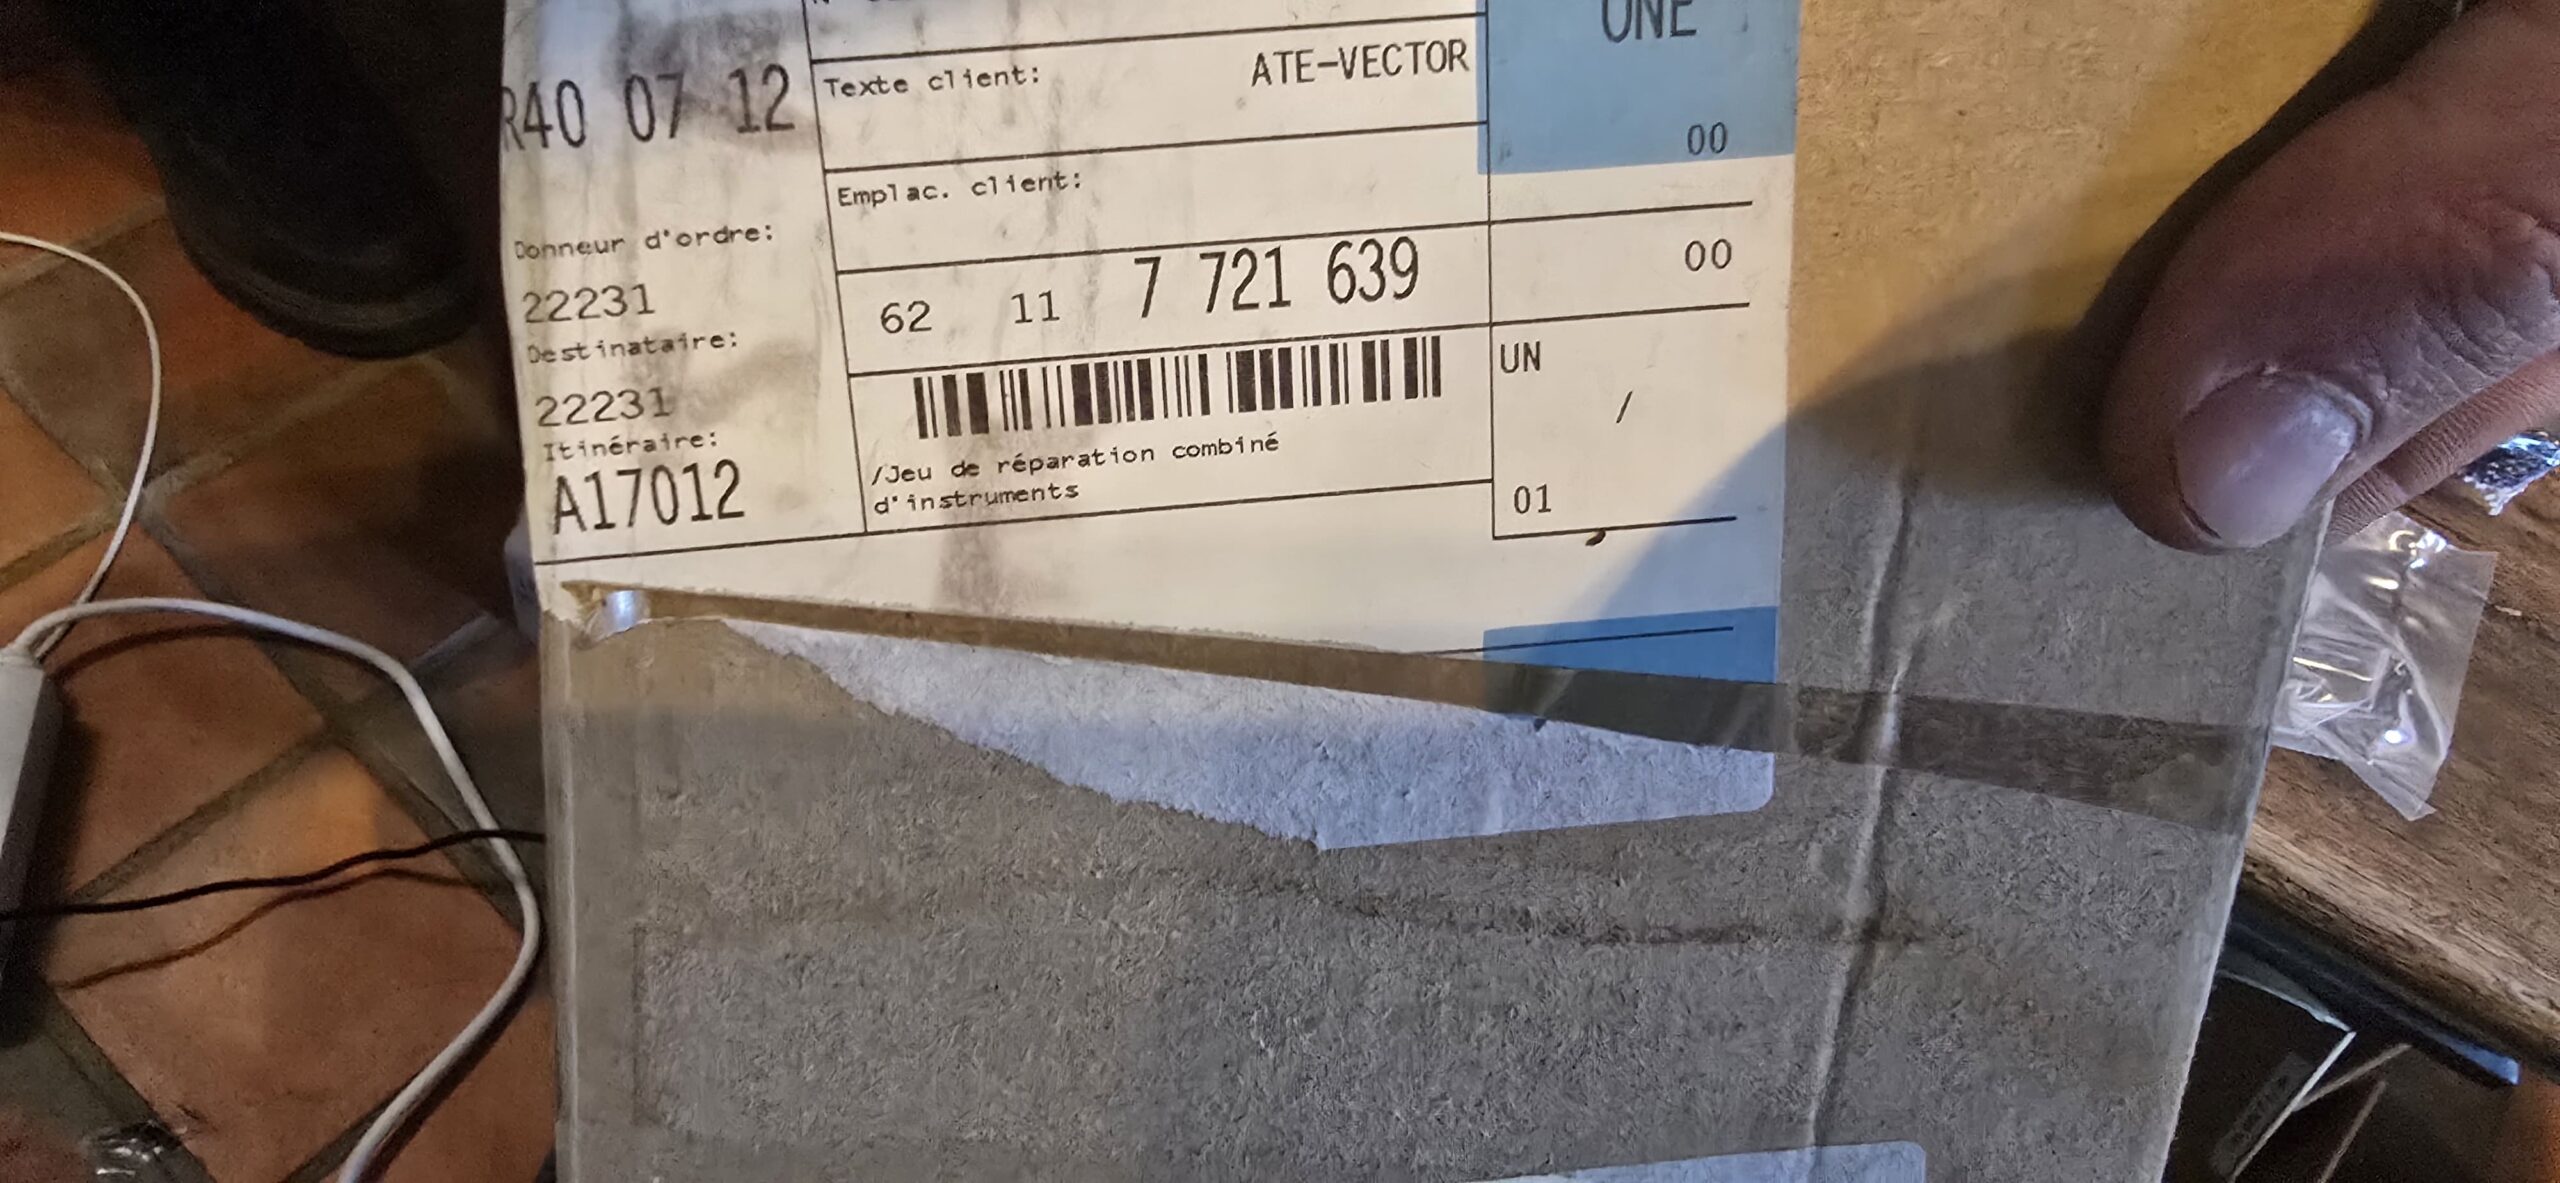 R40 07 12
Donneur d'ordre:
22231
Destinataire:
22231
Itinéraire:
A17012
Texte client: ATE-VECTOR
Emplac. client:
62 11 7 721 639
/Jeu de réparation combiné
d'instruments
UNE
00
00
UN
/
01